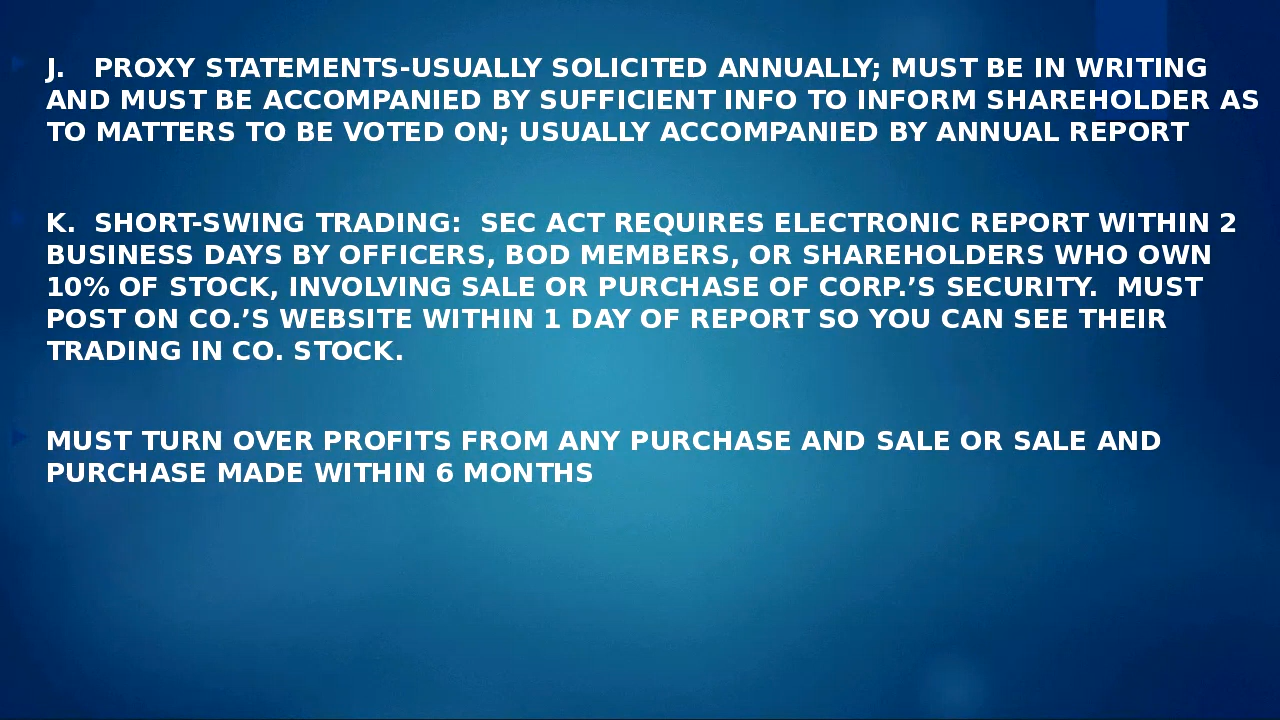 J.   PROXY STATEMENTS-USUALLY SOLICITED ANNUALLY; MUST BE IN WRITING
AND MUST BE ACCOMPANIED BY SUFFICIENT INFO TO INFORM SHAREHOLDER AS
TO MATTERS TO BE VOTED ON; USUALLY ACCOMPANIED BY ANNUAL REPORT
K.  SHORT-SWING TRADING:  SEC ACT REQUIRES ELECTRONIC REPORT WITHIN 2
BUSINESS DAYS BY OFFICERS, BOD MEMBERS, OR SHAREHOLDERS WHO OWN
10% OF STOCK, INVOLVING SALE OR PURCHASE OF CORP.’S SECURITY.  MUST
POST ON CO.’S WEBSITE WITHIN 1 DAY OF REPORT SO YOU CAN SEE THEIR
TRADING IN CO. STOCK.
MUST TURN OVER PROFITS FROM ANY PURCHASE AND SALE OR SALE AND
PURCHASE MADE WITHIN 6 MONTHS